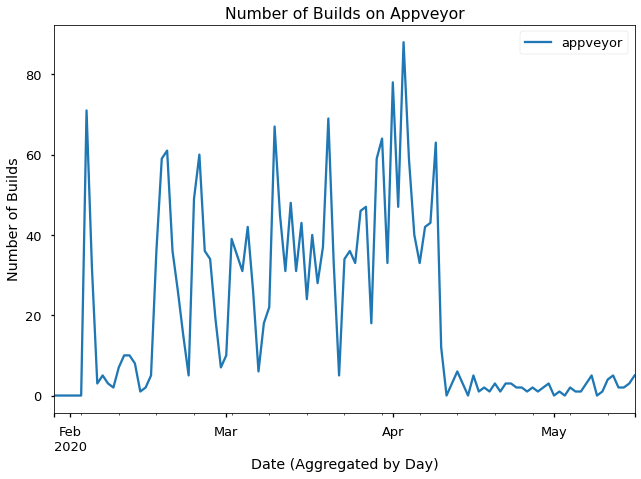 Number of Builds on Appveyor
appveyor
80
60
40
20
0
Number of Builds
Feb
2020
Mar
Apr
May
Date (Aggregated by Day)